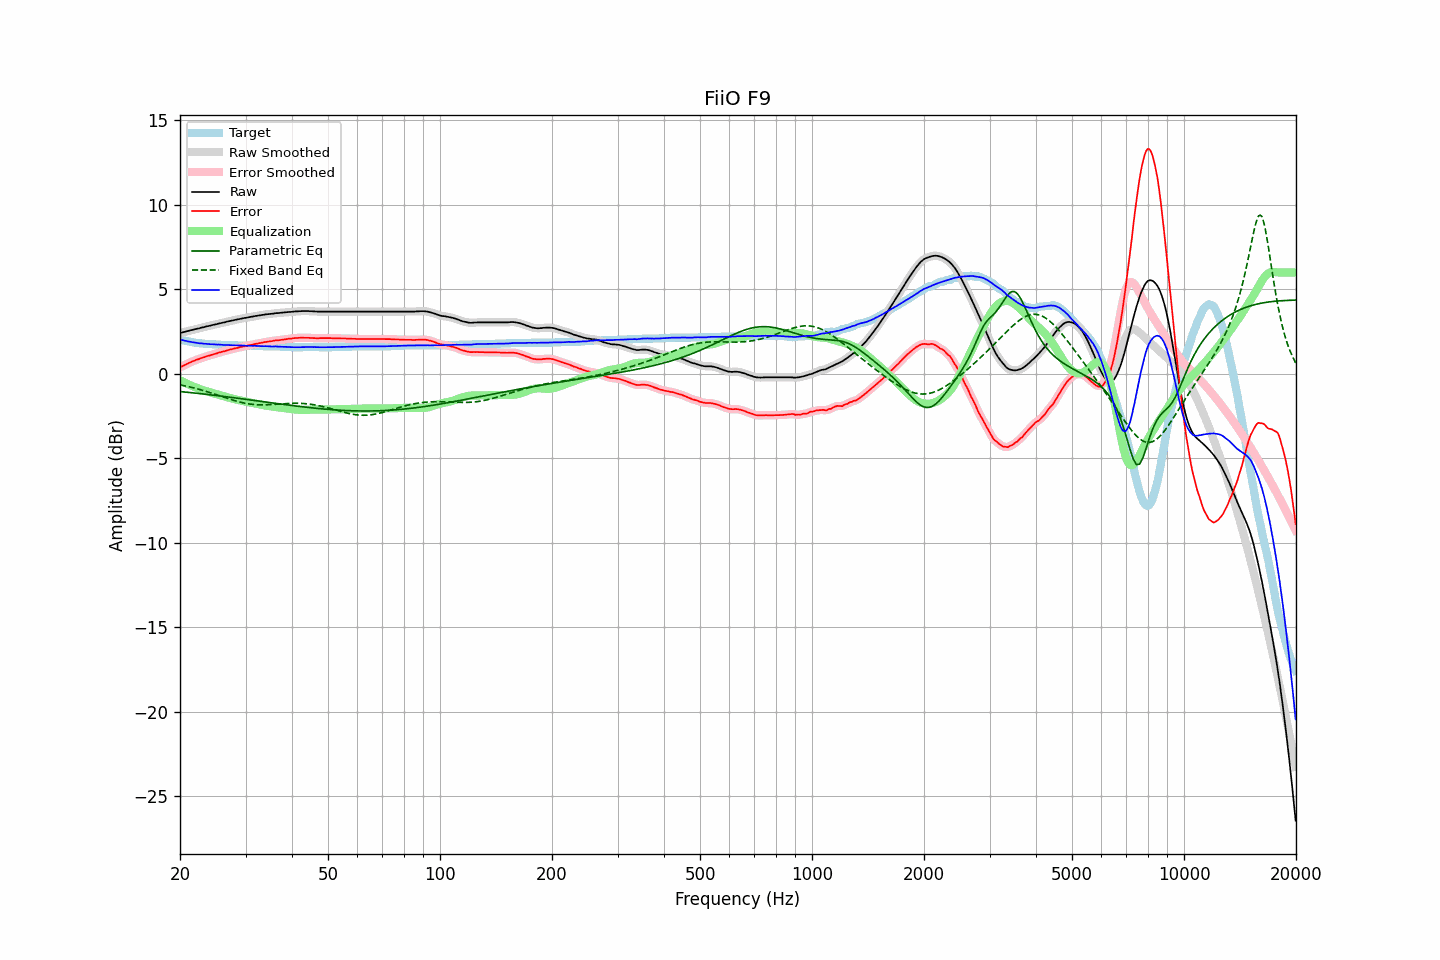 FiiO F9
Target
Raw Smoothed
Error Smoothed
Raw
Error
Equalization
Parametric Eq
Fixed Band Eq
Equalized
Amplitude (dBr)
15
10
5
0
−5
−10
−15
−20
−25
20 50 100 200 500 1000 2000 5000 10000 20000
Frequency (Hz)